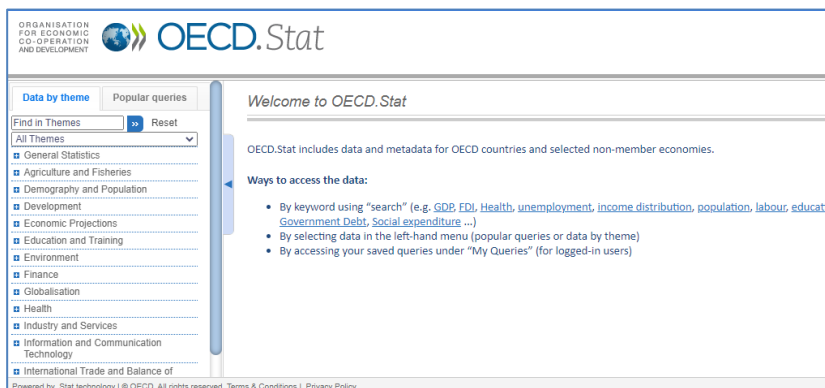 ORGANISATION
FOR ECONOMIC
CO-OPERATION
AND DEVELOPMENT
OECD.Stat
Data by theme
Popular queries
Find in Themes
»
Reset
All Themes
General Statistics
Agriculture and Fisheries
Demography and Population
Development
Economic Projections
Education and Training
Environment
Finance
Globalisation
Health
Industry and Services
Information and Communication
Technology
International Trade and Balance of
Welcome to OECD.Stat
OECD.Stat includes data and metadata for OECD countries and selected non-member economies.
Ways to access the data:
• By keyword using "search" (e.g. GDP, FDI, Health, unemployment, income distribution, population, labour, educat
Government Debt, Social expenditure ...)
• By selecting data in the left-hand menu (popular queries or data by theme)
• By accessing your saved queries under "My Queries" (for logged-in users)
Powered by .Stat technology | © OECD. All rights reserved. Terms & Conditions | Privacy Policy